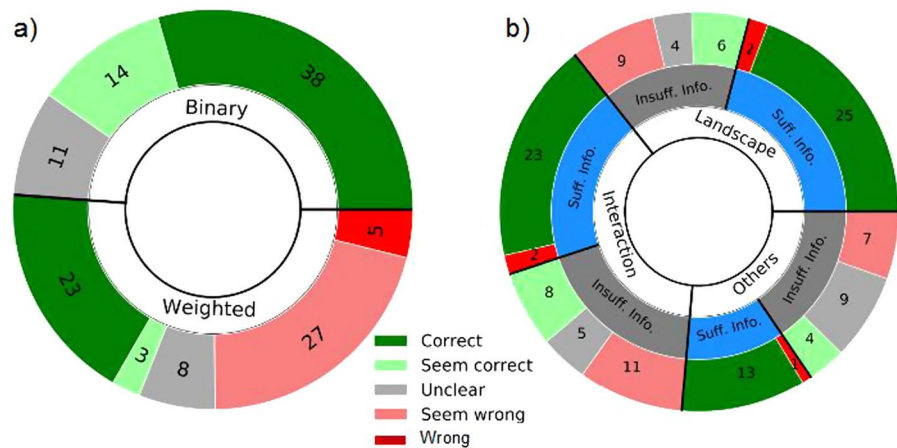 a)
38
14
11
Binary
23
3
8
27
5
Weighted
Correct
Seem correct
Unclear
Seem wrong
Wrong
b)
25
2
6
4
9
Suff. Info.
Insuff. Info.
Landscape
23
2
8
5
11
Suff. Info.
Insuff. Info.
Interaction
13
1
4
9
7
Suff. Info.
Insuff. Info.
Others